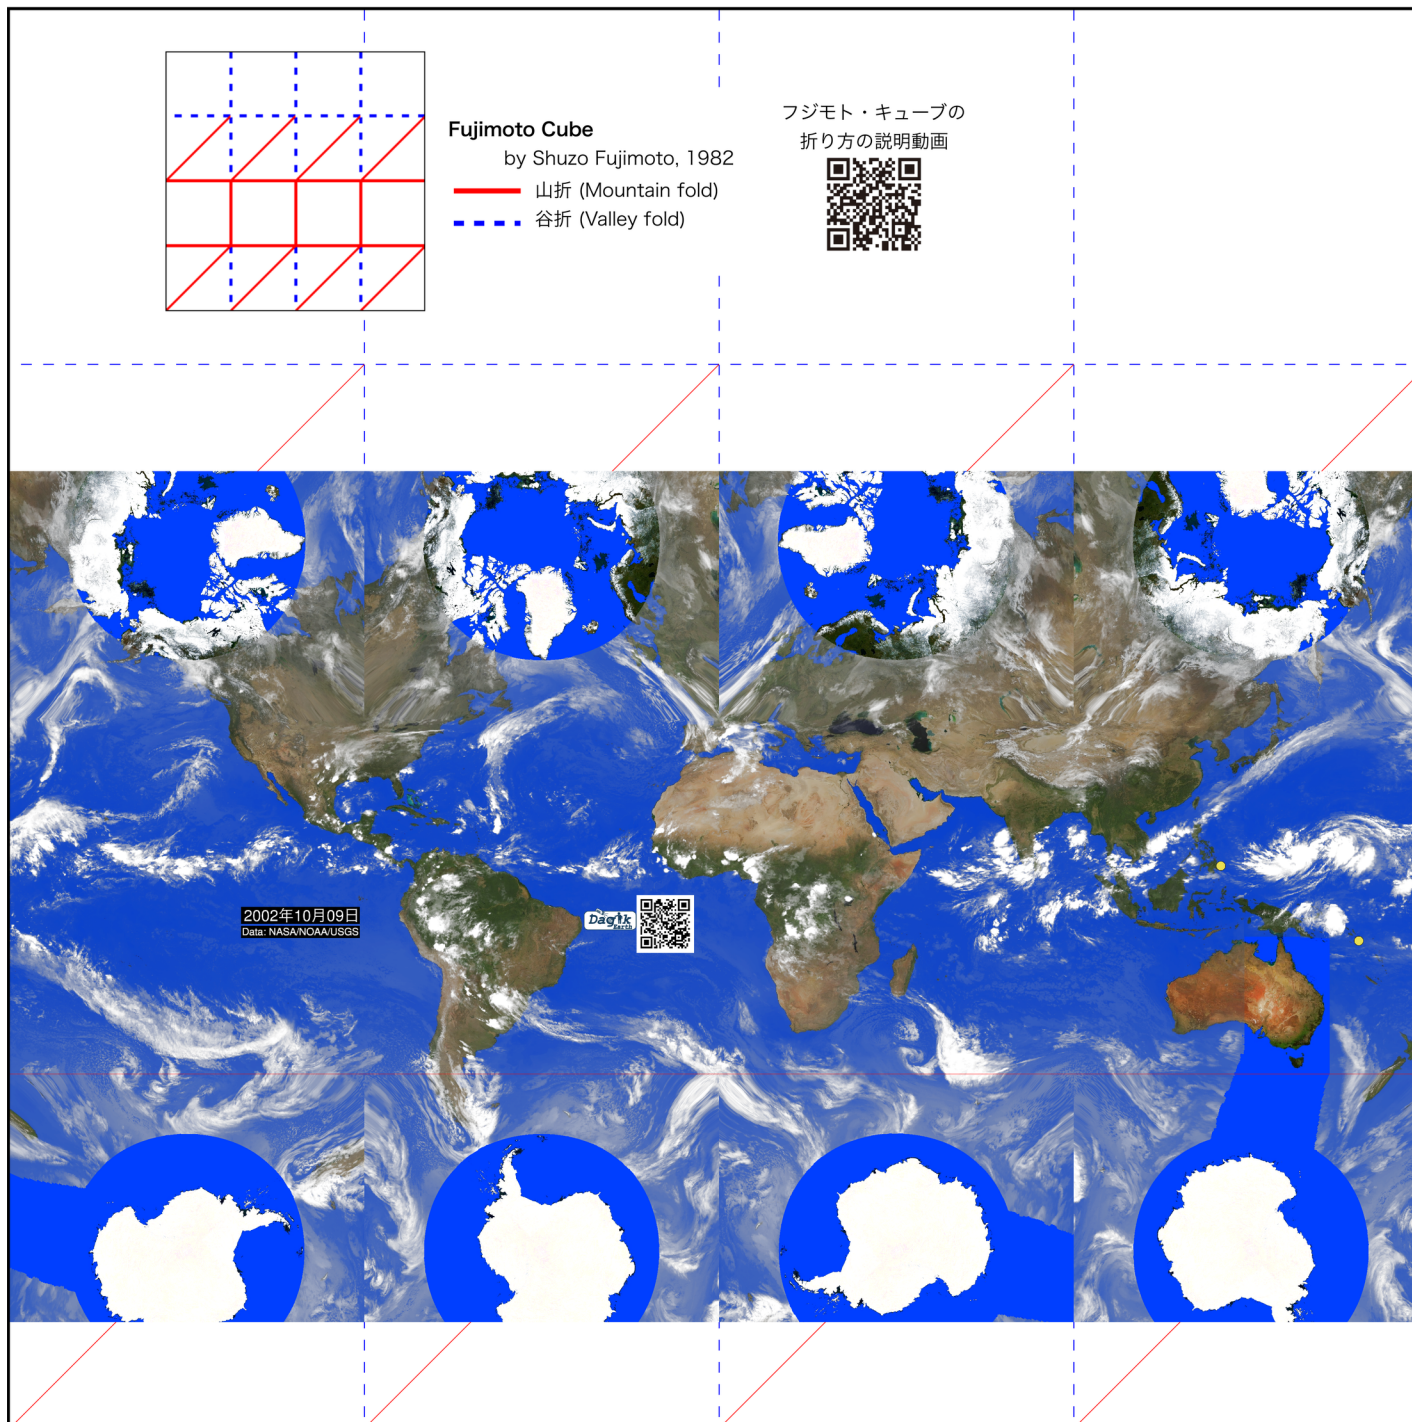 Fujimoto Cube
by Shuzo Fujimoto, 1982
山折 (Mountain fold)
谷折 (Valley fold)
フジモト・キューブの
折り方の説明動画
2002年10月09日
Data: NASA/NOAA/USGS
Dagik
Earth